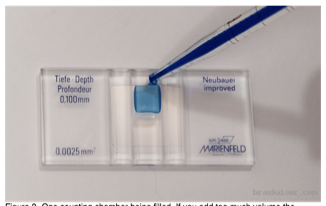 Tiefe Depth
Profondeur
0.100mm
0.0025 mm²
Neubauer
improved
MARIENFELD
Figure 2. One counting chamber being filled. If you add too much volume the